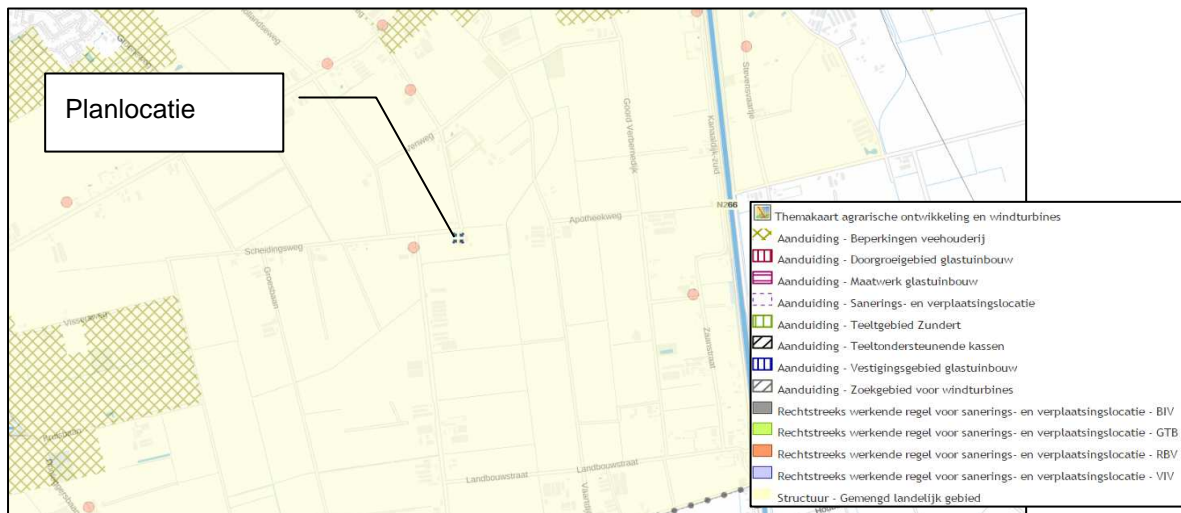 Planlocatie
Goord Verbernedijk
Kanaaldijk-zuid
Stevensvaartje
N266
Apotheekweg
Scheidingsweg
Groesbaan
Zaanstraat
Landbouwstraat
Landbouwstraat
Themakaart agrarische ontwikkeling en windturbines
Aanduiding - Beperkingen veehouderij
Aanduiding - Doorgroeigebied glastuinbouw
Aanduiding - Maatwerk glastuinbouw
Aanduiding - Sanerings- en verplaatsingslocatie
Aanduiding - Teeltgebied Zundert
Aanduiding - Teeltondersteunende kassen
Aanduiding - Vestigingsgebied glastuinbouw
Aanduiding - Zoekgebied voor windturbines
Rechtstreeks werkende regel voor sanerings- en verplaatsingslocatie - BIV
Rechtstreeks werkende regel voor sanerings- en verplaatsingslocatie - GTB
Rechtstreeks werkende regel voor sanerings- en verplaatsingslocatie - RBV
Rechtstreeks werkende regel voor sanerings- en verplaatsingslocatie - VIV
Structuur - Gemengd landelijk gebied